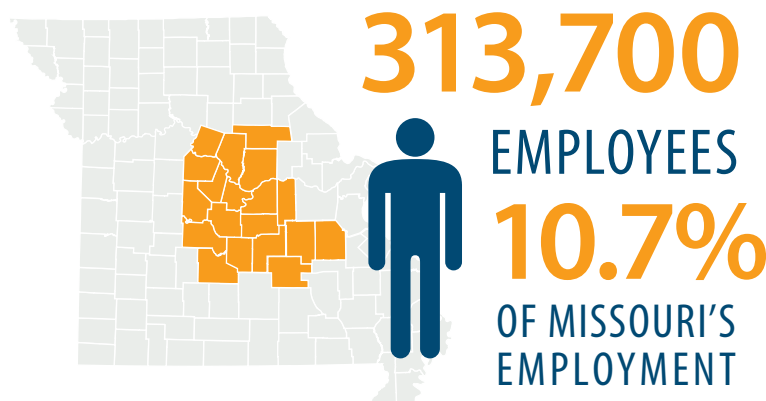 313,700
EMPLOYEES
10.7%
OF MISSOURI'S
EMPLOYMENT